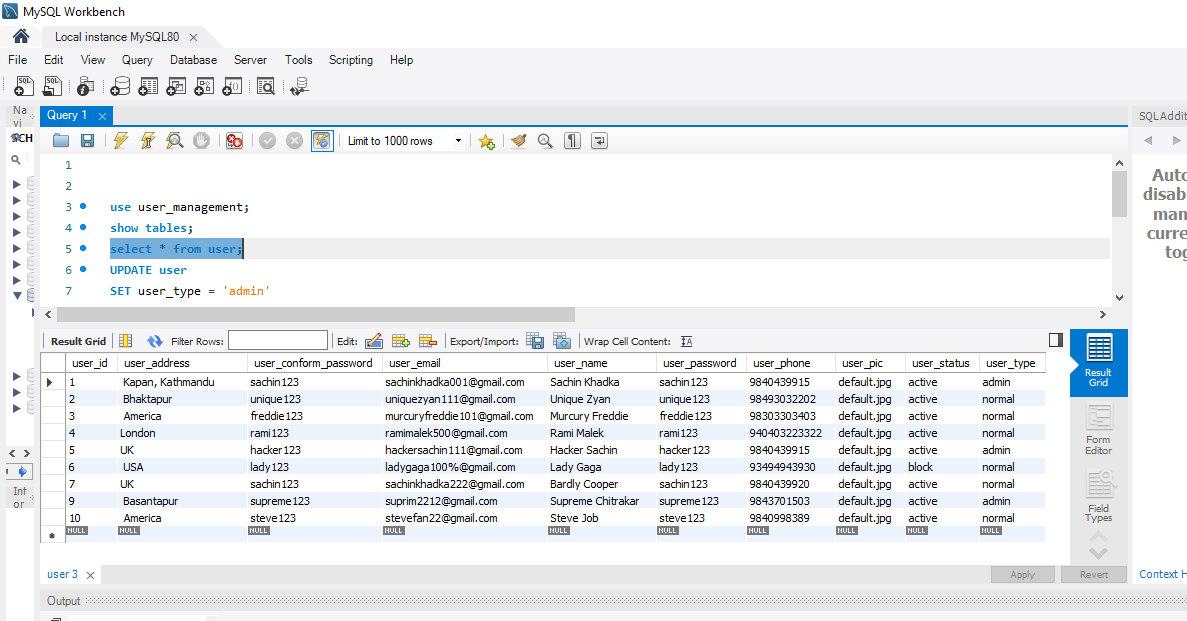 MySQL Workbench
Local instance MySQL80
File Edit View Query Database Server Tools Scripting Help
Na
vi
SCH
Query 1
SQLAddit
Limit to 1000 rows
1
2
3 use user_management;
4 show tables;
5 select * from user;
6 UPDATE user
7 SET user_type = 'admin'
Auto
disab
man
curre
tog
Result Grid Filter Rows: Edit: Export/Import: Wrap Cell Content: IA
user_id user_address user_conform_password user_email user_name user_password user_phone user_pic user_status user_type
1 Kapan, Kathmandu sachin123 sachinkhadka001@gmail.com Sachin Khadka sachin123 9840439915 default.jpg active admin
2 Bhaktapur unique123 uniquezyan111@gmail.com Unique Zyan unique123 98493032202 default.jpg active normal
3 America freddie123 murcuryfreddie101@gmail.com Murcury Freddie freddie123 98303303403 default.jpg active normal
4 London rami123 ramimalek500@gmail.com Rami Malek rami123 940403223322 default.jpg active normal
5 UK hacker123 hackersachin111@gmail.com Hacker Sachin hacker123 9840439915 default.jpg active admin
6 USA lady123 ladygaga100%@gmail.com Lady Gaga lady123 93494943930 default.jpg block normal
7 UK sachin123 sachinkhadka222@gmail.com Bardly Cooper sachin123 9840439920 default.jpg active normal
9 Basantapur supreme123 suprim2212@gmail.com Supreme Chitrakar supreme123 9843701503 default.jpg active admin
10 America steve123 stevefan22@gmail.com Steve Job steve123 9840998389 default.jpg active normal
NULL NULL NULL NULL NULL NULL NULL NULL NULL NULL
Result
Grid
Form
Editor
Field
Types
Inf
or
user 3
Apply Revert
Context H
Output